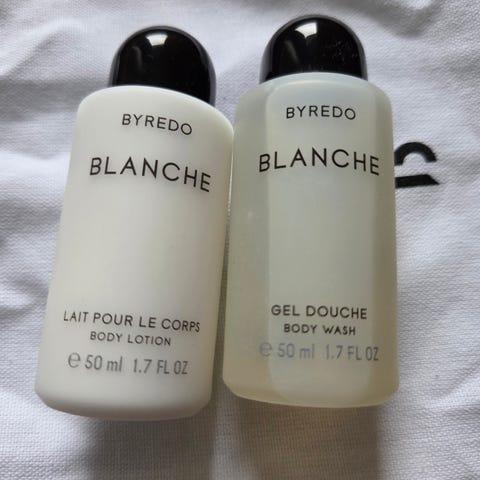 BYREDO
BLANCHE
LAIT POUR LE CORPS
BODY LOTION
℮ 50 ml 1.7 FL OZ
BYREDO
BLANCHE
GEL DOUCHE
BODY WASH
℮ 50 ml 1.7 FL OZ